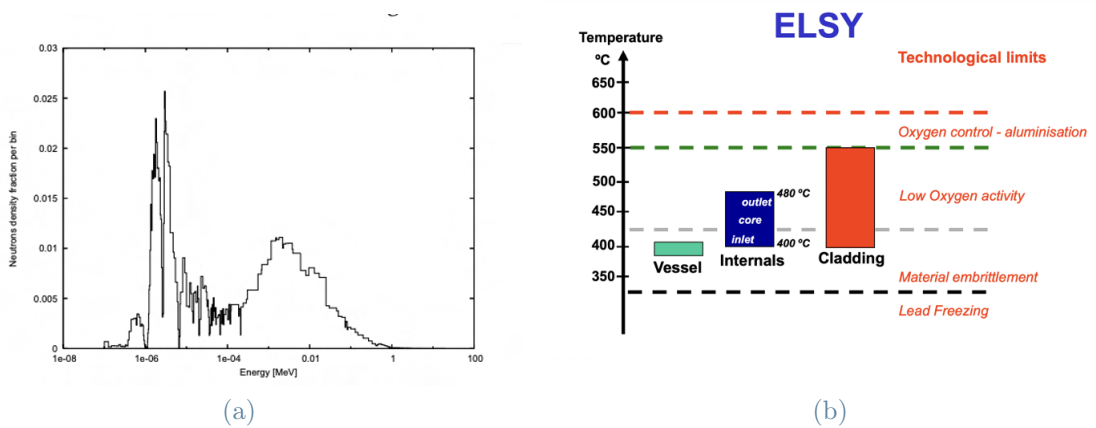 0.03
0.025
0.02
0.015
0.01
0.005
0
Neutrons density fraction per bin
1e-08
1e-06
1e-04
0.01
1
100
Energy [MeV]
(a)
ELSY
Temperature
ºC
Technological limits
650
600
550
500
450
400
350
Oxygen control - aluminisation
Low Oxygen activity
Material embrittlement
Lead Freezing
480 ºC
outlet
core
inlet
400 ºC
Vessel
Internals
Cladding
(b)